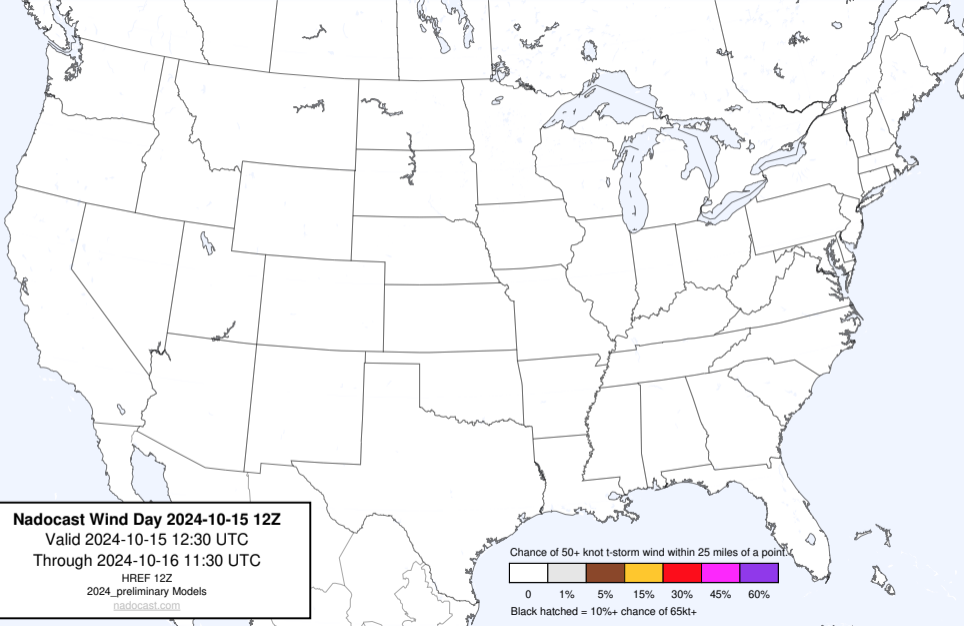 Nadocast Wind Day 2024-10-15 12Z
Valid 2024-10-15 12:30 UTC
Through 2024-10-16 11:30 UTC
HREF 12Z
2024_preliminary Models
nadocast.com
Chance of 50+ knot t-storm wind within 25 miles of a point.
0 1% 5% 15% 30% 45% 60%
Black hatched = 10%+ chance of 65kt+